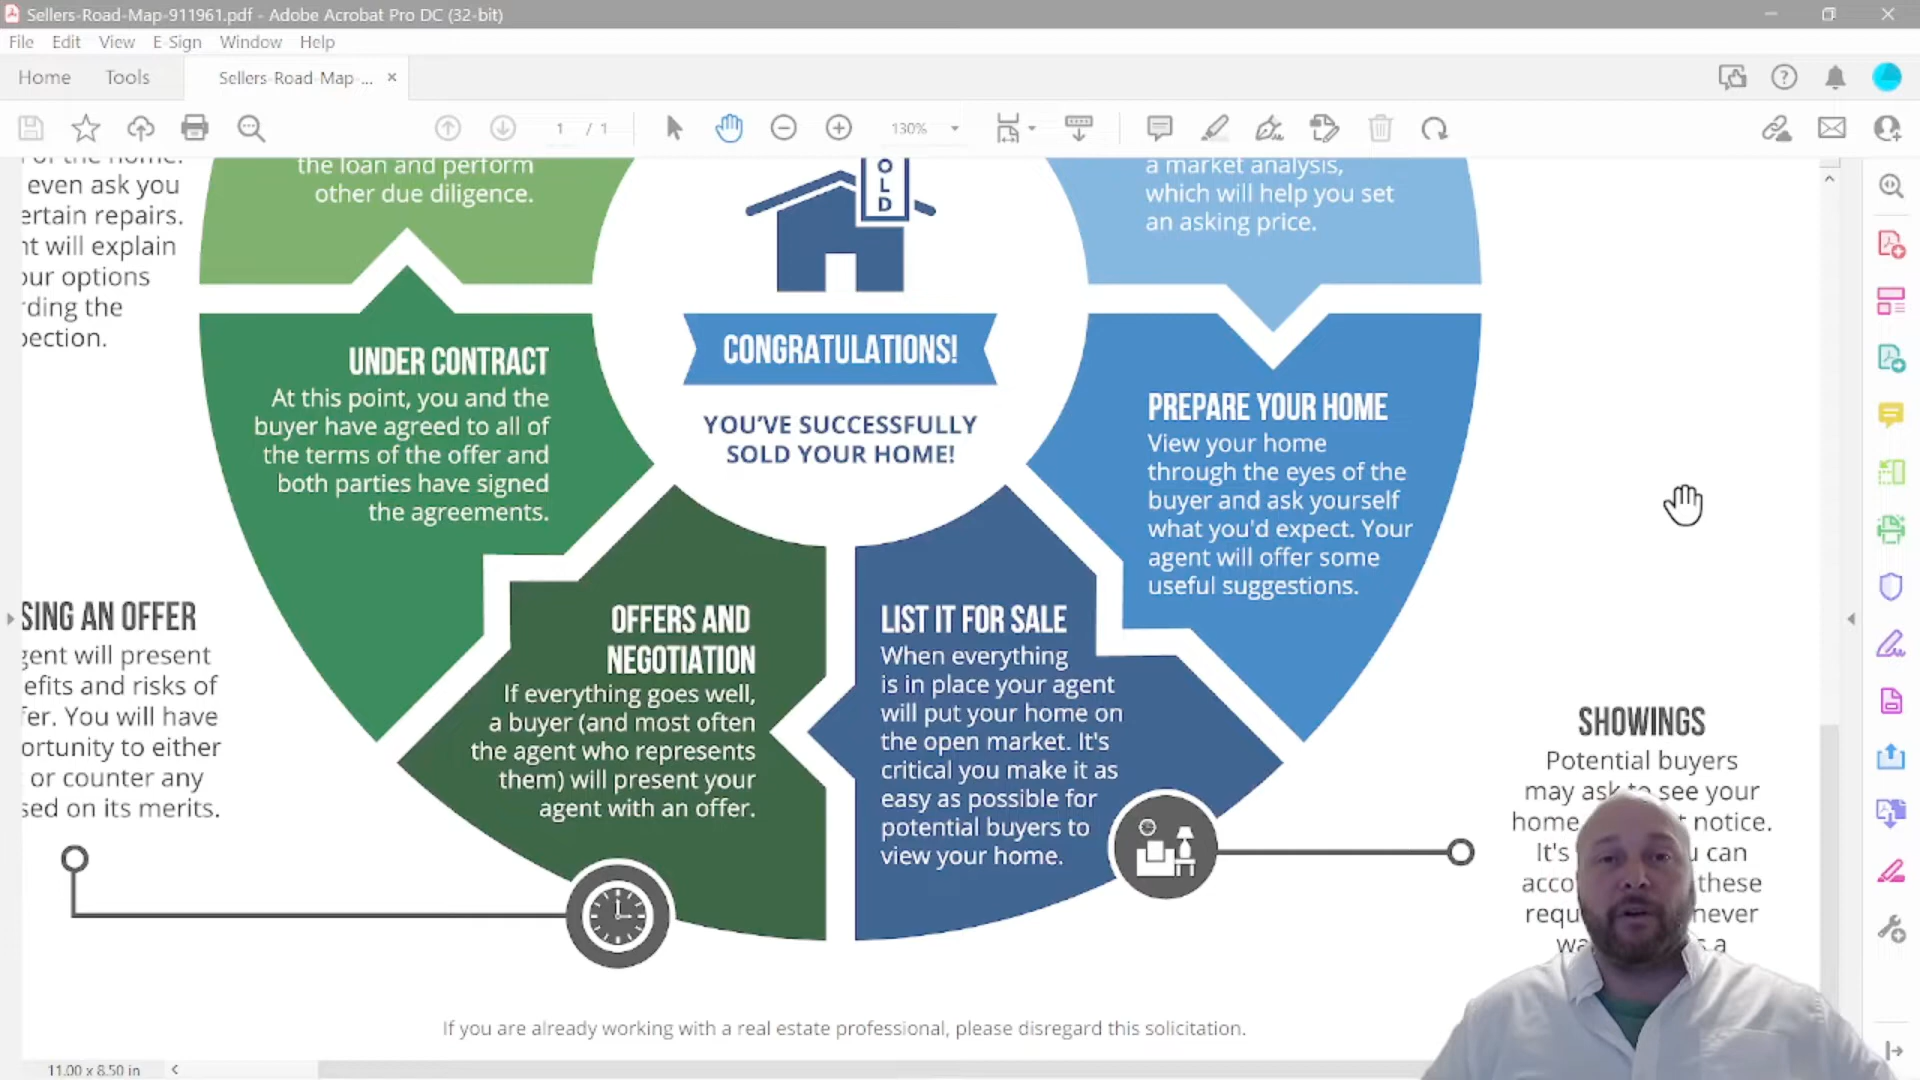 Sellers-Road-Map-911961.pdf - Adobe Acrobat Pro DC (32-bit)
File Edit View E-Sign Window Help
Home Tools Sellers-Road-Map-... ×
1 / 1 130%
even ask you
ertain repairs.
nt will explain
our options
rding the
pection.
SING AN OFFER
gent will present
efits and risks of
fer. You will have
ortunity to either
or counter any
sed on its merits.
the loan and perform
other due diligence.
UNDER CONTRACT
At this point, you and the
buyer have agreed to all of
the terms of the offer and
both parties have signed
the agreements.
OFFERS AND
NEGOTIATION
If everything goes well,
a buyer (and most often
the agent who represents
them) will present your
agent with an offer.
O
L
D
CONGRATULATIONS!
YOU'VE SUCCESSFULLY
SOLD YOUR HOME!
LIST IT FOR SALE
When everything
is in place your agent
will put your home on
the open market. It's
critical you make it as
easy as possible for
potential buyers to
view your home.
a market analysis,
which will help you set
an asking price.
PREPARE YOUR HOME
View your home
through the eyes of the
buyer and ask yourself
what you'd expect. Your
agent will offer some
useful suggestions.
SHOWINGS
Potential buyers
may ask to see your
home notice.
It's can
these
If you are already working with a real estate professional, please disregard this solicitation.
11.00 x 8.50 in